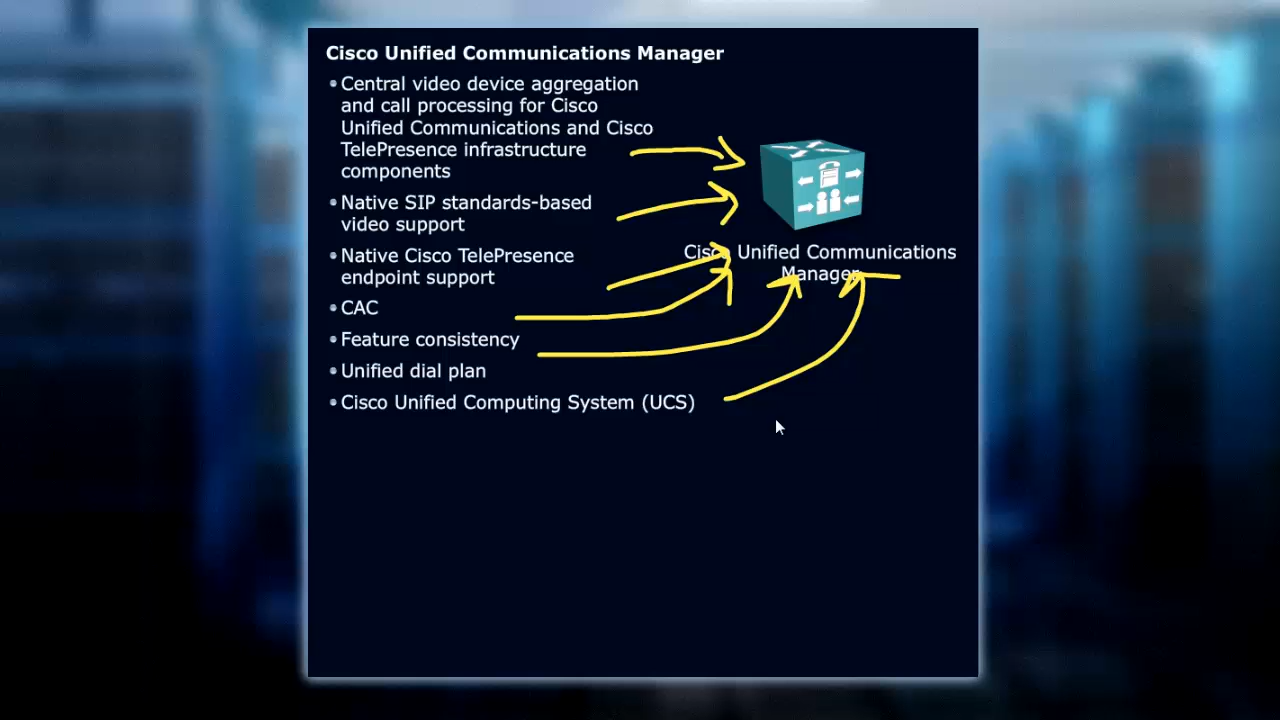 Cisco Unified Communications Manager
• Central video device aggregation
and call processing for Cisco
Unified Communications and Cisco
TelePresence infrastructure
components
• Native SIP standards-based
video support
• Native Cisco TelePresence
endpoint support
• CAC
• Feature consistency
• Unified dial plan
• Cisco Unified Computing System (UCS)
Cisco Unified Communications
Manager